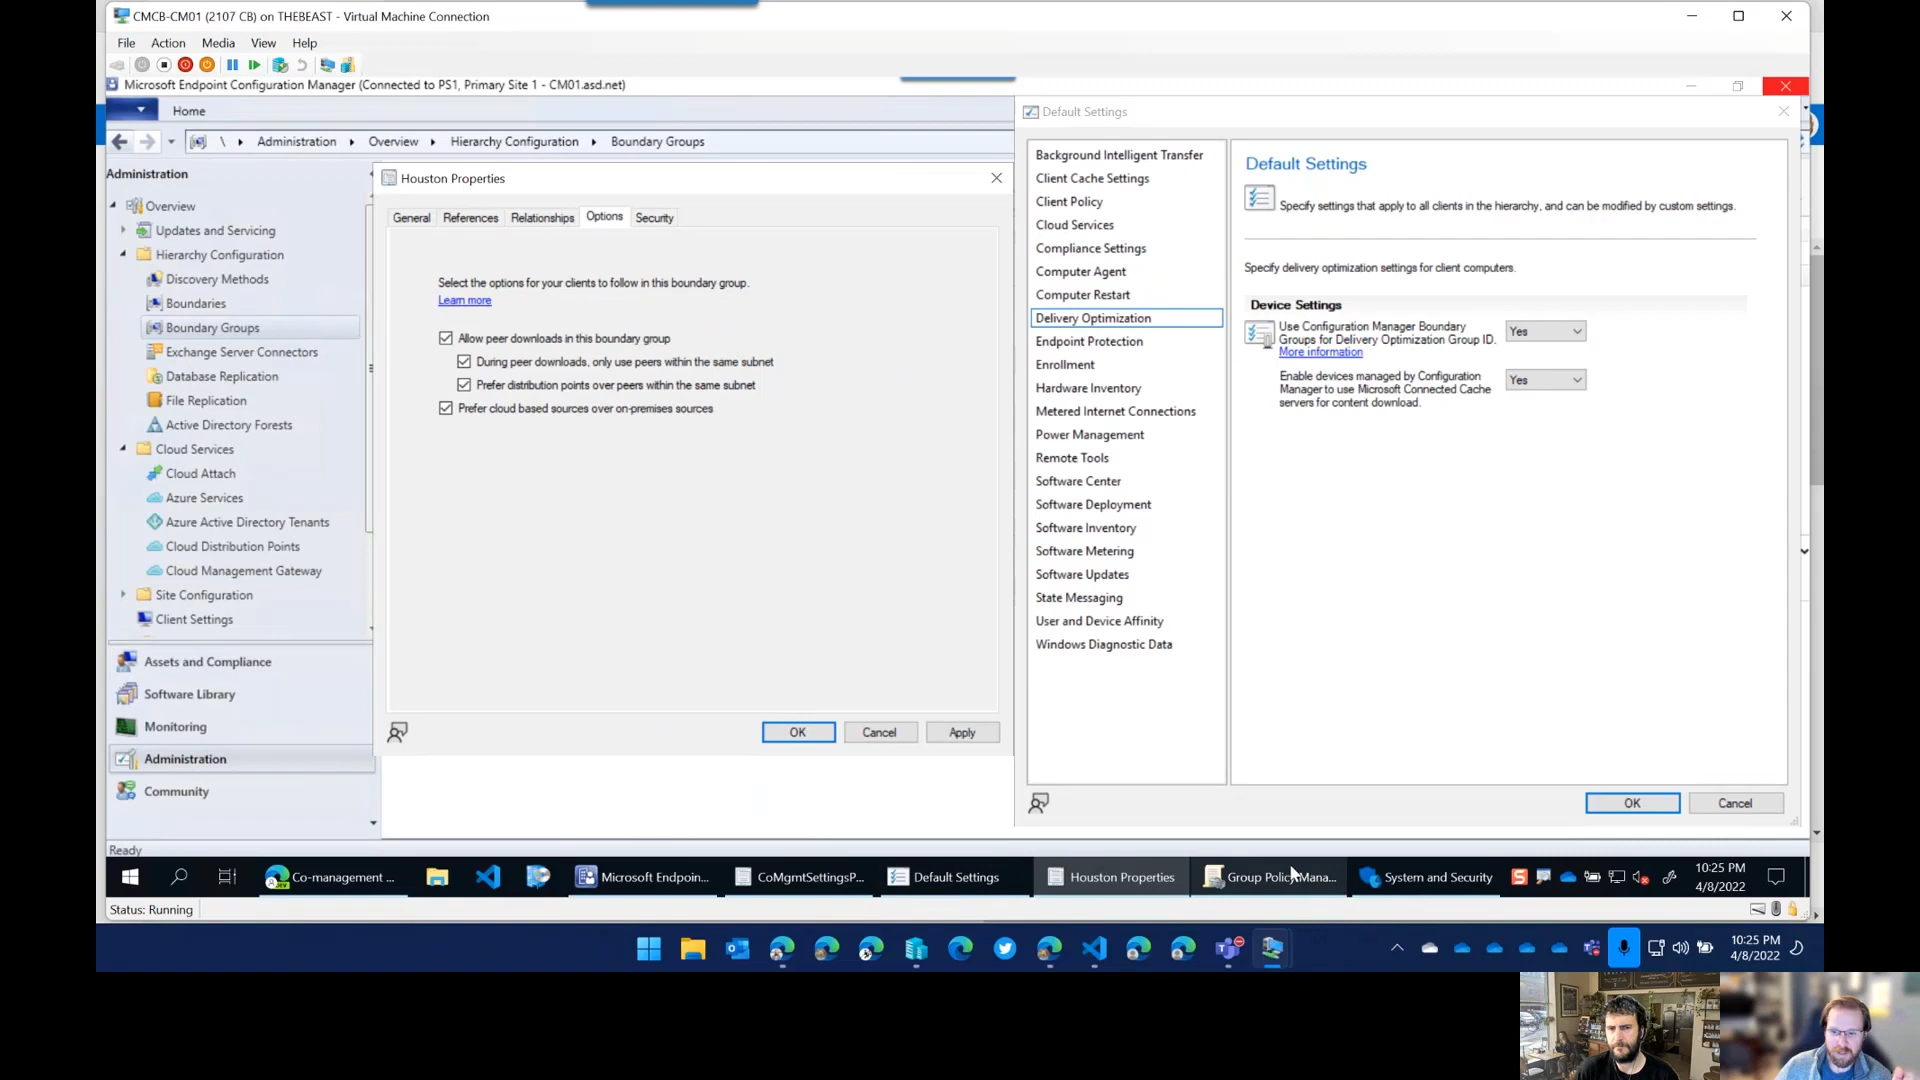 CMCB-CM01 (2107 CB) on THEBEAST - Virtual Machine Connection
File Action Media View Help
Microsoft Endpoint Configuration Manager (Connected to PS1, Primary Site 1 - CM01.asd.net)
Home
\ Administration Overview Hierarchy Configuration Boundary Groups
Administration
Overview
Updates and Servicing
Hierarchy Configuration
Discovery Methods
Boundaries
Boundary Groups
Exchange Server Connectors
Database Replication
File Replication
Active Directory Forests
Cloud Services
Cloud Attach
Azure Services
Azure Active Directory Tenants
Cloud Distribution Points
Cloud Management Gateway
Site Configuration
Client Settings
Assets and Compliance
Software Library
Monitoring
Administration
Community
Ready
Houston Properties
General References Relationships Options Security
Select the options for your clients to follow in this boundary group.
Learn more
Allow peer downloads in this boundary group
During peer downloads, only use peers within the same subnet
Prefer distribution points over peers within the same subnet
Prefer cloud based sources over on-premises sources
OK Cancel Apply
Default Settings
Background Intelligent Transfer
Client Cache Settings
Client Policy
Cloud Services
Compliance Settings
Computer Agent
Computer Restart
Delivery Optimization
Endpoint Protection
Enrollment
Hardware Inventory
Metered Internet Connections
Power Management
Remote Tools
Software Center
Software Deployment
Software Inventory
Software Metering
Software Updates
State Messaging
User and Device Affinity
Windows Diagnostic Data
Default Settings
Specify settings that apply to all clients in the hierarchy, and can be modified by custom settings.
Specify delivery optimization settings for client computers.
Device Settings
Use Configuration Manager Boundary
Groups for Delivery Optimization Group ID.
More information
Yes
Enable devices managed by Configuration
Manager to use Microsoft Connected Cache
servers for content download.
Yes
OK Cancel
Co-management ... Microsoft Endpoin... CoMgmtSettingsP... Default Settings Houston Properties Group Policy Mana... System and Security
10:25 PM
4/8/2022
Status: Running
10:25 PM
4/8/2022